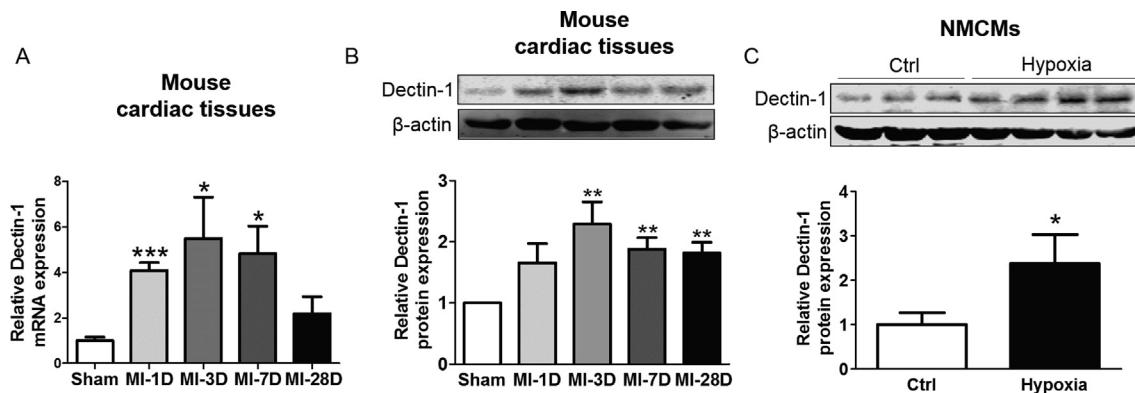 A
Mouse
cardiac tissues
Relative Dectin-1
mRNA expression
8
6
4
2
0
***
*
*
Sham MI-1D MI-3D MI-7D MI-28D
B
Mouse
cardiac tissues
Dectin-1
β-actin
Relative Dectin-1
protein expression
3
2
1
0
**
**
**
Sham MI-1D MI-3D MI-7D MI-28D
C
NMCMs
Ctrl Hypoxia
Dectin-1
β-actin
Relative Dectin-1
protein expression
4
3
2
1
0
*
Ctrl Hypoxia